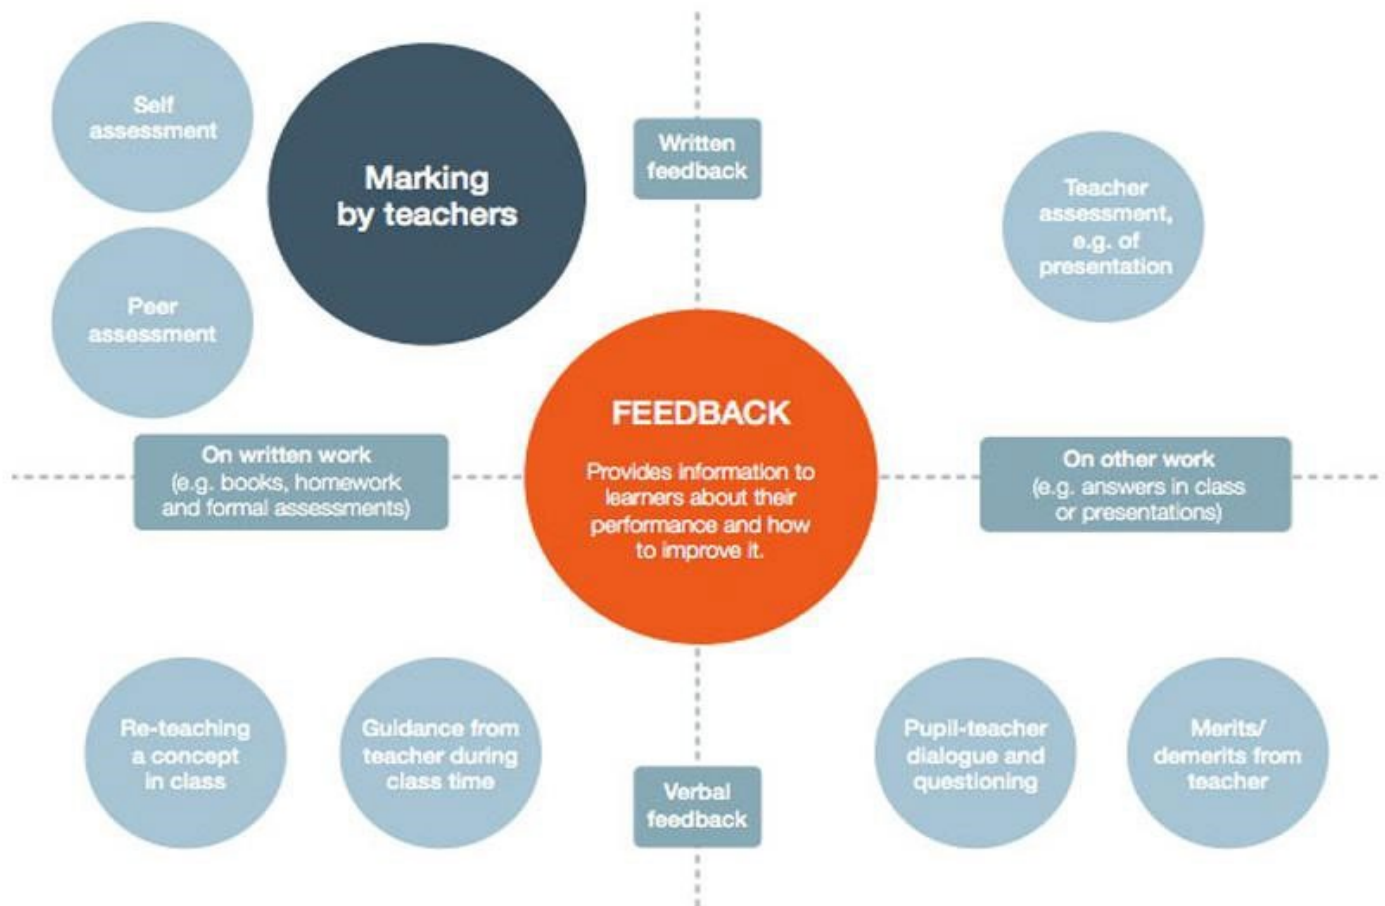 Self
assessment
Marking
by teachers
Written
feedback
Teacher
assessment,
e.g. of
presentation
Peer
assessment
FEEDBACK
Provides information to
learners about their
performance and how
to improve it.
On written work
(e.g. books, homework
and formal assessments)
On other work
(e.g. answers in class
or presentations)
Re-teaching
a concept
in class
Guidance from
teacher during
class time
Verbal
feedback
Pupil-teacher
dialogue and
questioning
Merits/
demerits from
teacher